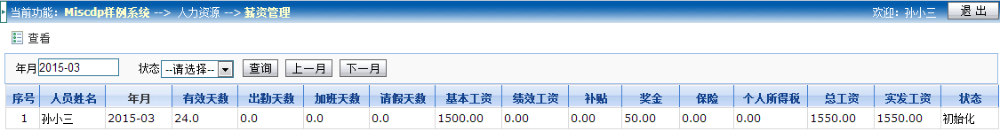 当前功能：Miscdp样例系统 --> 人力资源 --> 薪资管理 欢迎：孙小三 退 出
查看
年月 2015-03 状态 --请选择-- 查询 上一月 下一月
序号 人员姓名 年月 有效天数 出勤天数 加班天数 请假天数 基本工资 绩效工资 补贴 奖金 保险 个人所得税 总工资 实发工资 状态
1 孙小三 2015-03 24.0 0.0 0.0 0.0 1500.00 0.00 0.00 50.00 0.00 0.00 1550.00 1550.00 初始化